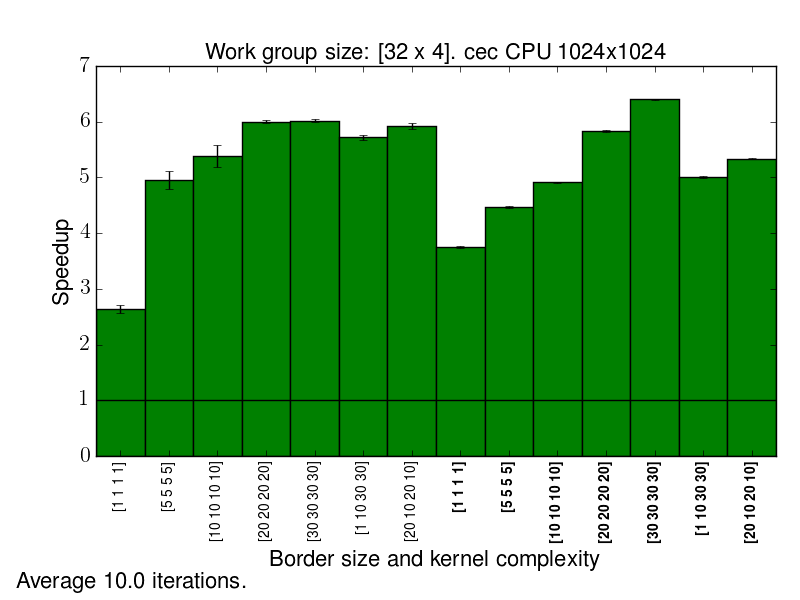 Work group size: [32 x 4]. cec CPU 1024x1024
7
6
5
4
3
2
1
0
Speedup
[1 1 1 1]
[5 5 5 5]
[10 10 10 10]
[20 20 20 20]
[30 30 30 30]
[1 10 30 30]
[20 10 20 10]
[1 1 1 1]
[5 5 5 5]
[10 10 10 10]
[20 20 20 20]
[30 30 30 30]
[1 10 30 30]
[20 10 20 10]
Border size and kernel complexity
Average 10.0 iterations.